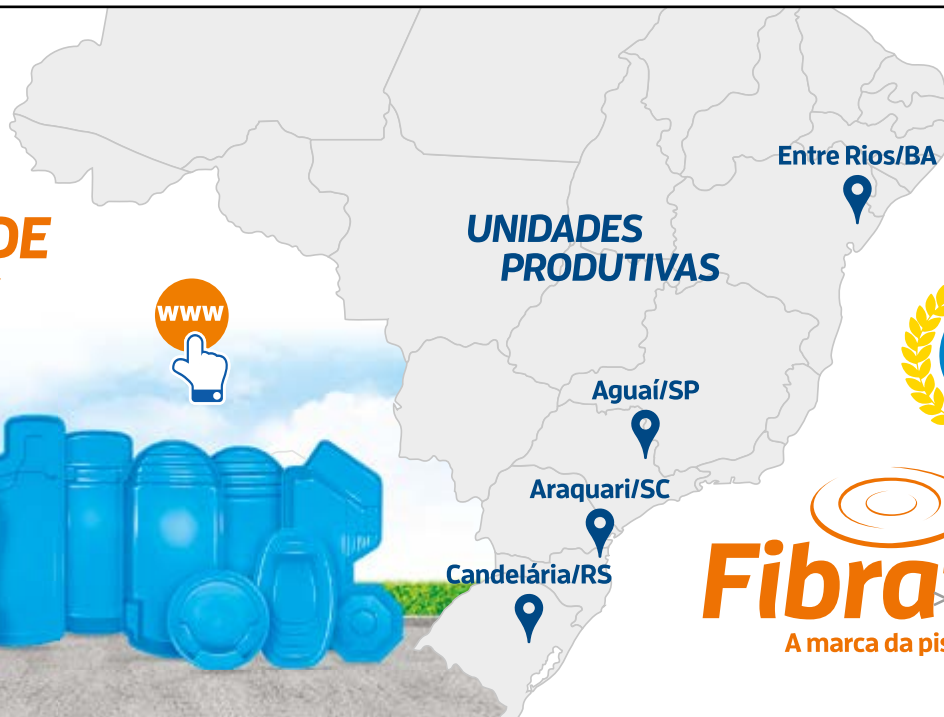 Entre Rios/BA
UNIDADES
PRODUTIVAS
DE
www
Aguaí/SP
Araquari/SC
Candelária/RS
Fibra
A marca da pis